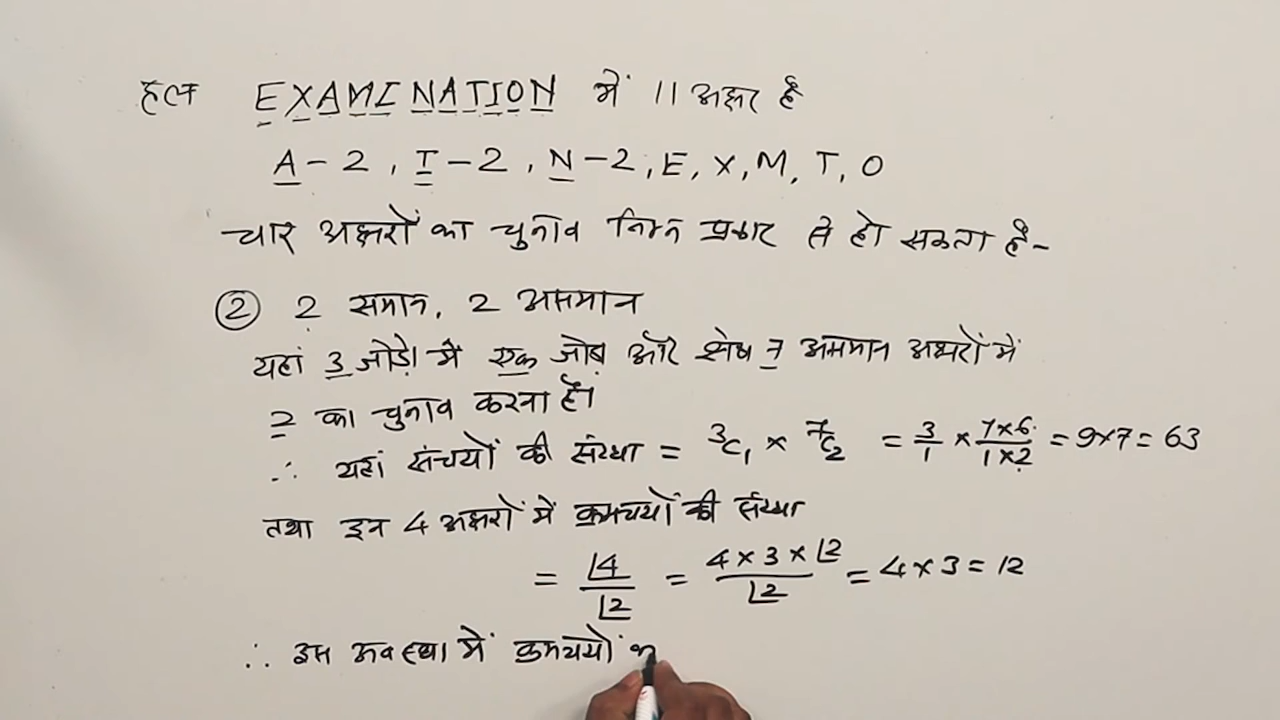 हल EXAMINATION में 11 अक्षर है
A - 2 , I - 2 , N - 2 , E , X , M , T , O
चार अक्षरों का चुनाव निम्न प्रकार से हो सकता है -
② 2 समान, 2 असमान
यहां 3 जोड़े में एक जोड़े और शेष 7 असमान अक्षरों में
2 का चुनाव करना है।
∴ यहां संचयों की संख्या = ³C₁ × ⁷C₂ = 3/1 × 7×6/1×2 = 9×7 = 63
तथा इन 4 अक्षरों में क्रमचयों की संख्या
= ⌊4/⌊2 = 4×3×⌊2/⌊2 = 4×3 = 12
∴ इस अवस्था में क्रमचयों